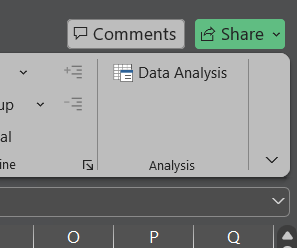 Comments Share
Data Analysis
up
al
ine Analysis
O P Q